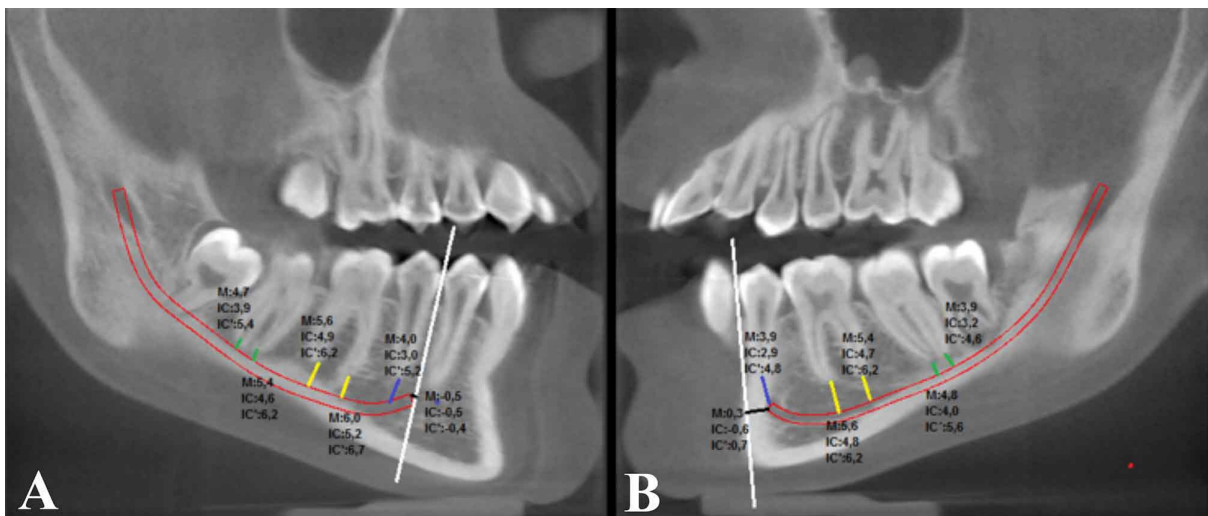 M:4,7
IC:3,9
IC':5,4
M:5,6
IC:4,9
IC':6,2
M:4,0
IC:3,0
IC':5,2
M:5,4
IC:4,6
IC':6,2
M:6,0
IC:5,2
IC':6,7
M:-0,5
IC:-0,5
IC':-0,4
A
M:3,9
IC:2,9
IC':4,8
M:5,4
IC:4,7
IC':6,2
M:3,9
IC:3,2
IC':4,6
M:0,3
IC:-0,6
IC':0,7
M:5,6
IC:4,8
IC':6,2
M:4,8
IC:4,0
IC':5,6
B